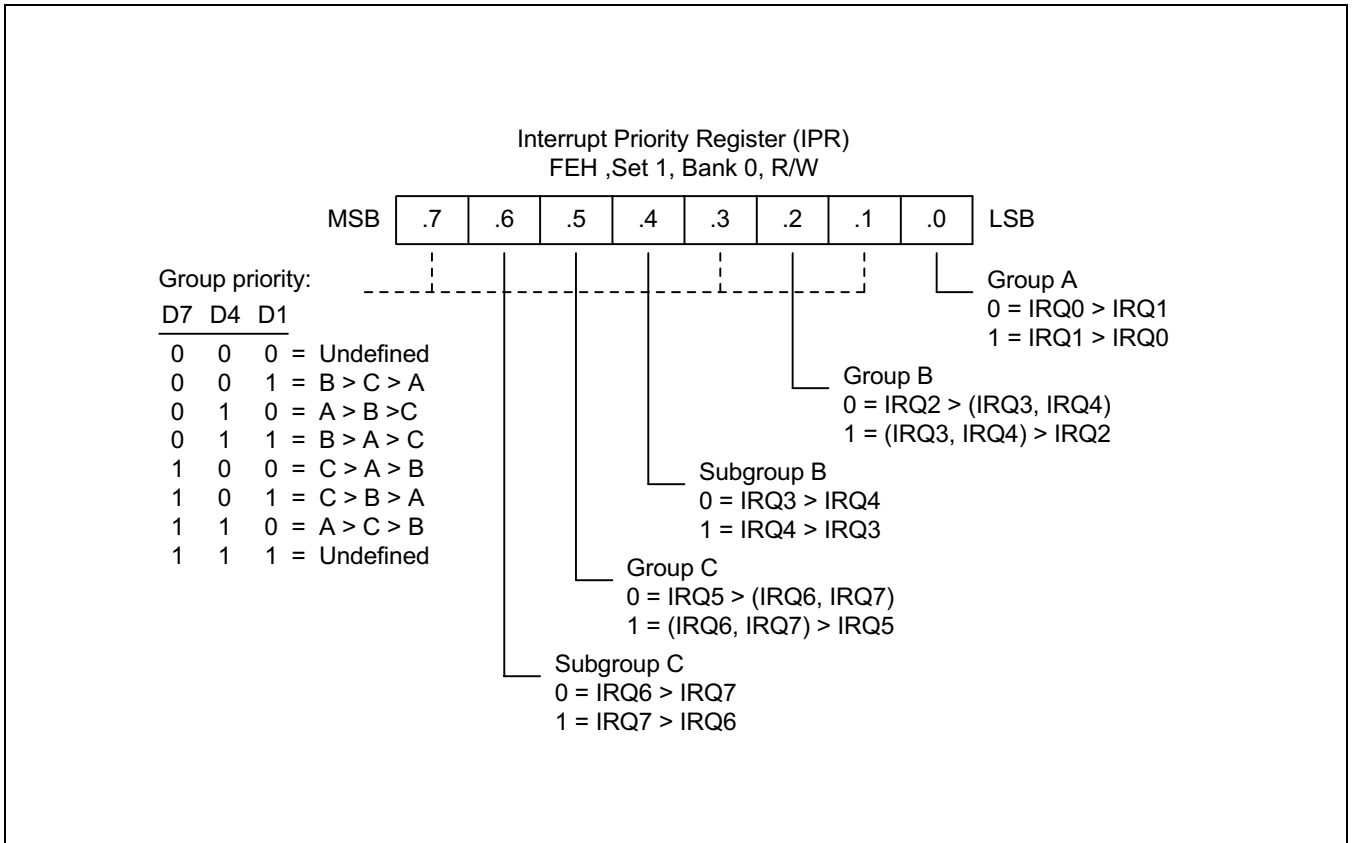 Interrupt Priority Register (IPR)
FEH ,Set 1, Bank 0, R/W
MSB .7 .6 .5 .4 .3 .2 .1 .0 LSB
Group priority:
D7 D4 D1
0 0 0 = Undefined
0 0 1 = B > C > A
0 1 0 = A > B >C
0 1 1 = B > A > C
1 0 0 = C > A > B
1 0 1 = C > B > A
1 1 0 = A > C > B
1 1 1 = Undefined
Group A
0 = IRQ0 > IRQ1
1 = IRQ1 > IRQ0
Group B
0 = IRQ2 > (IRQ3, IRQ4)
1 = (IRQ3, IRQ4) > IRQ2
Subgroup B
0 = IRQ3 > IRQ4
1 = IRQ4 > IRQ3
Group C
0 = IRQ5 > (IRQ6, IRQ7)
1 = (IRQ6, IRQ7) > IRQ5
Subgroup C
0 = IRQ6 > IRQ7
1 = IRQ7 > IRQ6